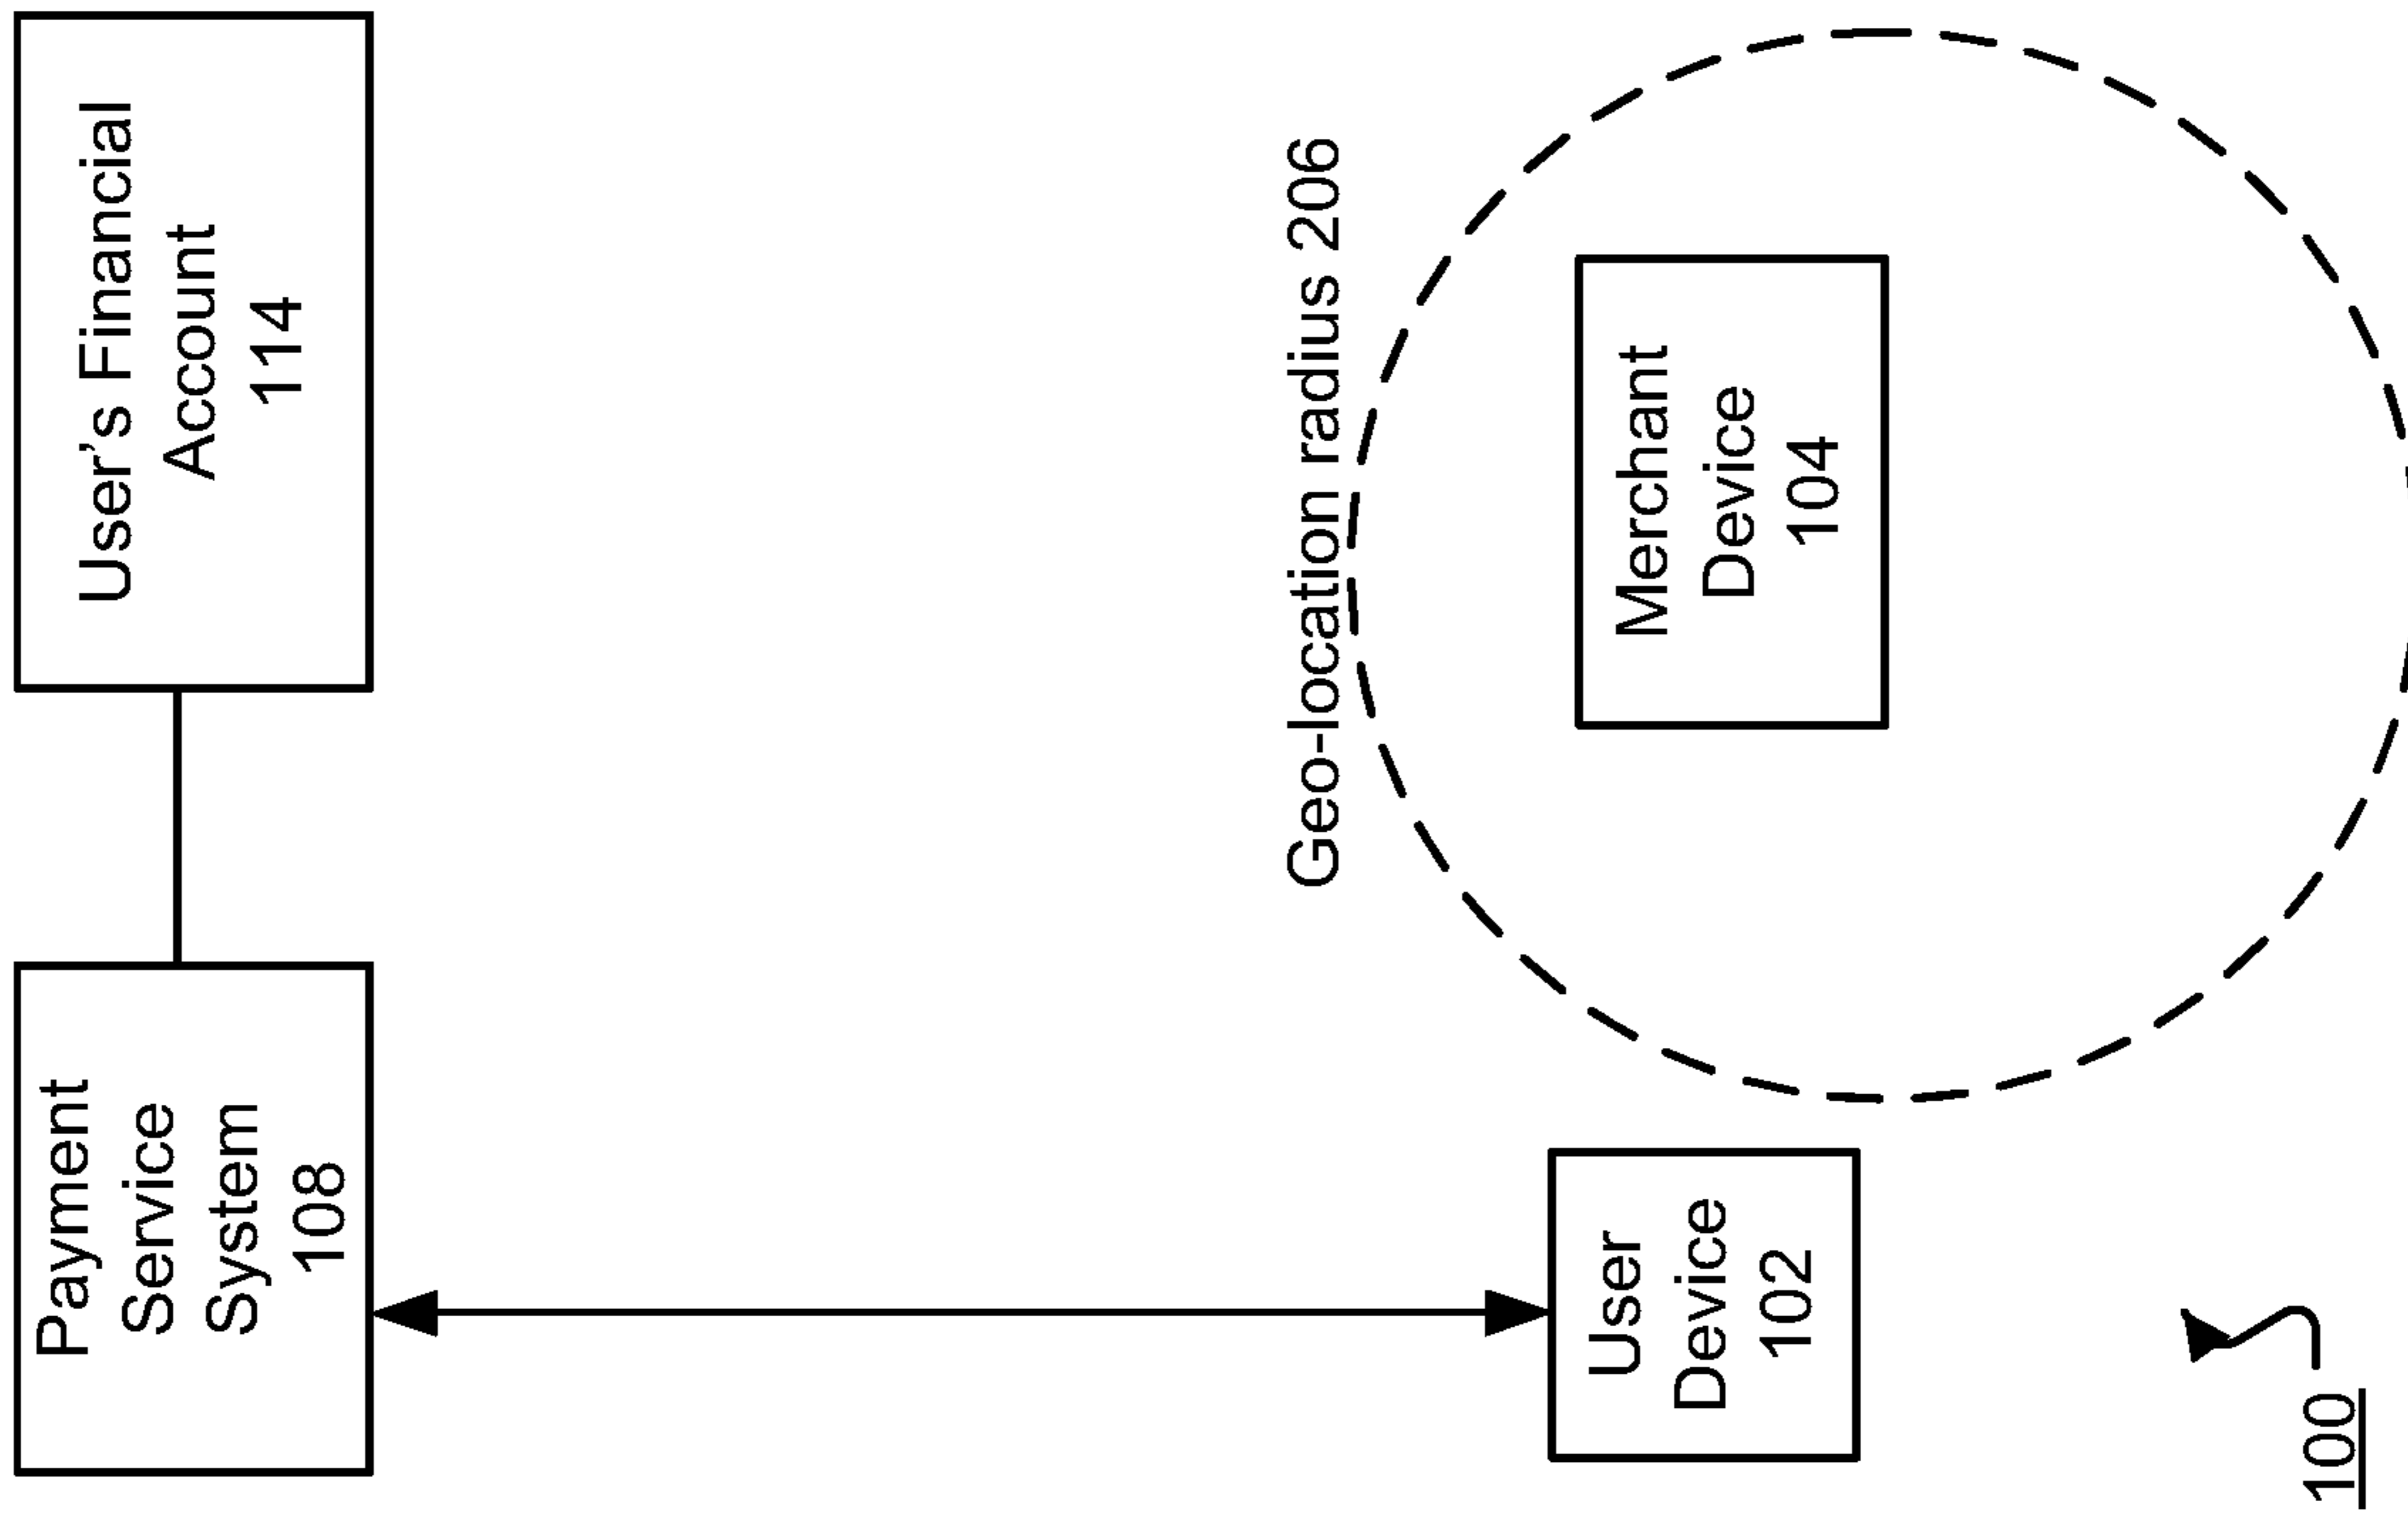 Payment
Service
System
108
User's Financial
Account
114
Geo-location radius 206
User
Device
102
Merchant
Device
104
100